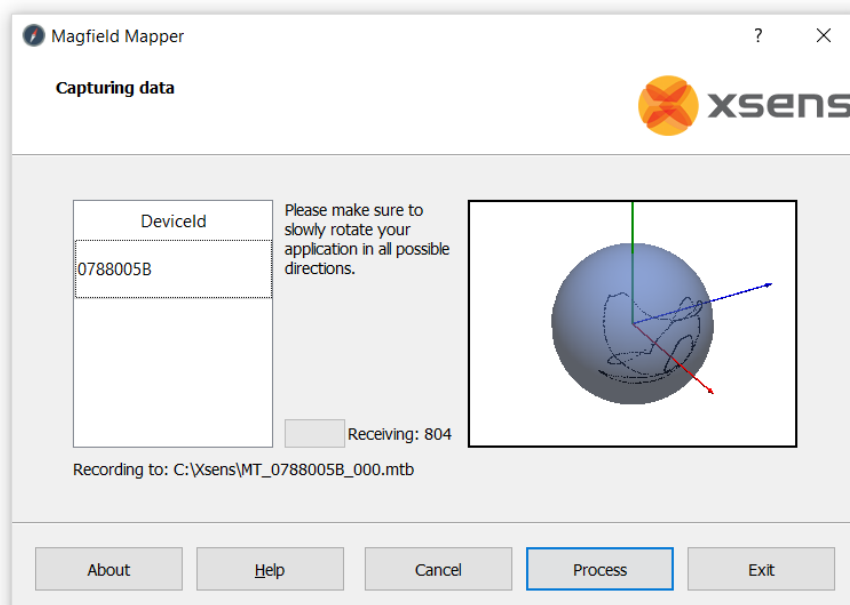 Magfield Mapper
?
Capturing data
xsens
DeviceId
0788005B
Please make sure to
slowly rotate your
application in all possible
directions.
Receiving: 804
Recording to: C:\Xsens\MT_0788005B_000.mtb
About
Help
Cancel
Process
Exit